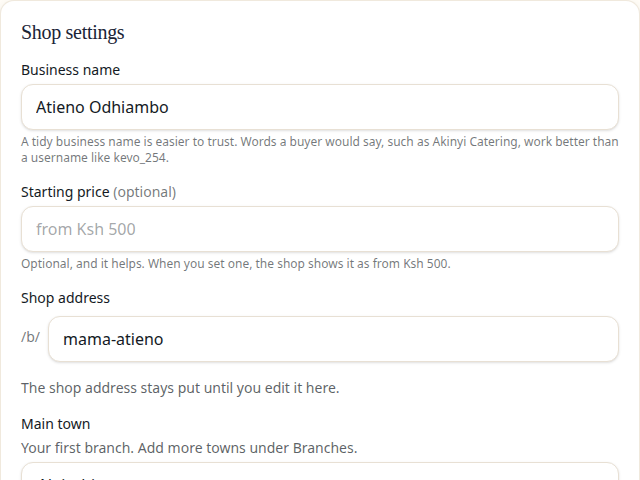 Shop settings
Business name
Atieno Odhiambo
A tidy business name is easier to trust. Words a buyer would say, such as Akinyi Catering, work better than
a username like kevo_254.
Starting price (optional)
from Ksh 500
Optional, and it helps. When you set one, the shop shows it as from Ksh 500.
Shop address
/b/ mama-atieno
The shop address stays put until you edit it here.
Main town
Your first branch. Add more towns under Branches.